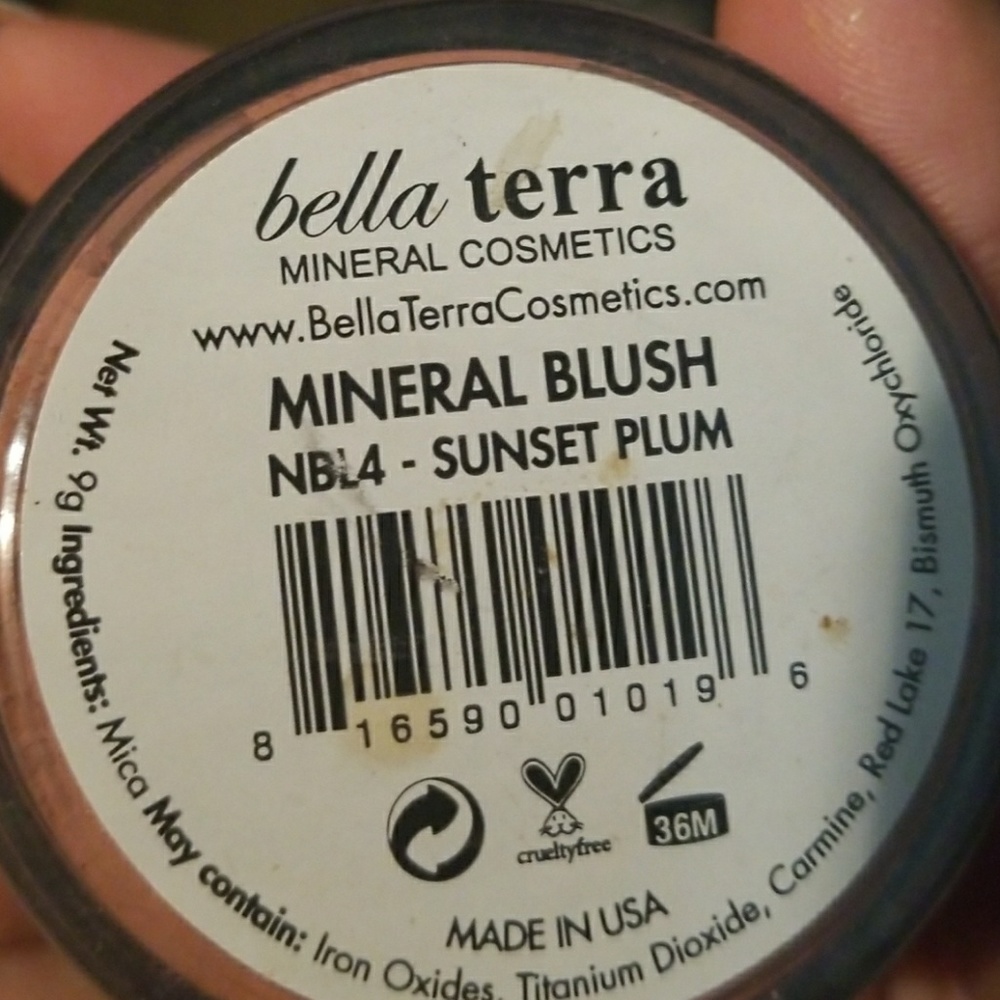 bella terra
MINERAL COSMETICS
www.BellaTerraCosmetics.com
MINERAL BLUSH
NBL4 - SUNSET PLUM
8 16590 01019 6
crueltyfree
36M
MADE IN USA
Net Wt. 9g Ingredients: Mica May contain: Iron Oxides, Titanium Dioxide, Carmine, Red Lake 17, Bismuth Oxychloride